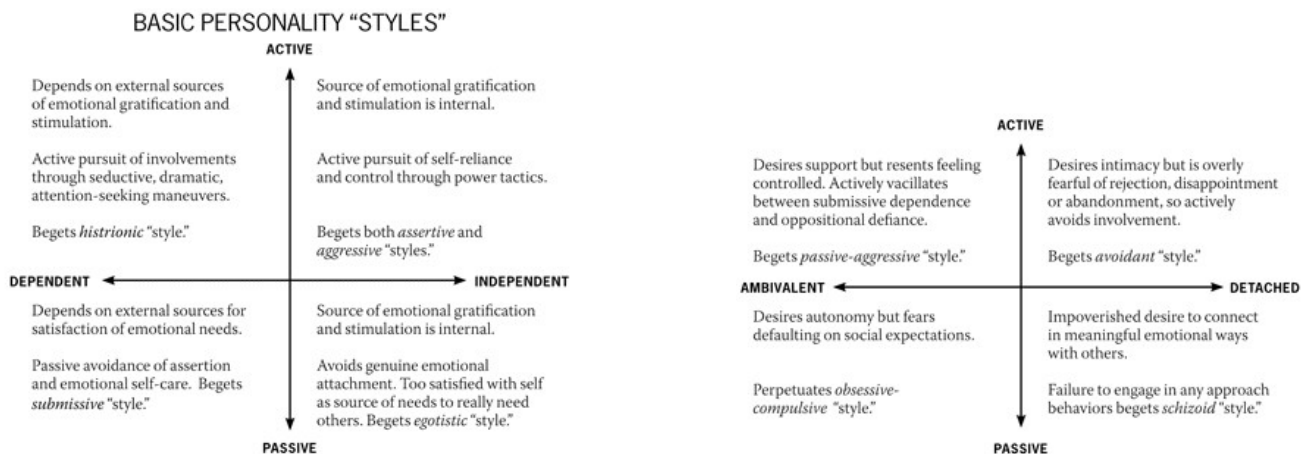 BASIC PERSONALITY “STYLES”
ACTIVE
Depends on external sources
of emotional gratification and
stimulation.
Active pursuit of involvements
through seductive, dramatic,
attention-seeking maneuvers.
Begets histrionic “style.”
Source of emotional gratification
and stimulation is internal.
Active pursuit of self-reliance
and control through power tactics.
Begets both assertive and
aggressive “styles.”
DEPENDENT
INDEPENDENT
Depends on external sources for
satisfaction of emotional needs.
Passive avoidance of assertion
and emotional self-care. Begets
submissive “style.”
Source of emotional gratification
and stimulation is internal.
Avoids genuine emotional
attachment. Too satisfied with self
as source of needs to really need
others. Begets egotistic “style.”
PASSIVE
ACTIVE
Desires support but resents feeling
controlled. Actively vacillates
between submissive dependence
and oppositional defiance.
Begets passive-aggressive “style.”
Desires intimacy but is overly
fearful of rejection, disappointment
or abandonment, so actively
avoids involvement.
Begets avoidant “style.”
AMBIVALENT
DETACHED
Desires autonomy but fears
defaulting on social expectations.
Perpetuates obsessive-
compulsive “style.”
Impoverished desire to connect
in meaningful emotional ways
with others.
Failure to engage in any approach
behaviors begets schizoid “style.”
PASSIVE